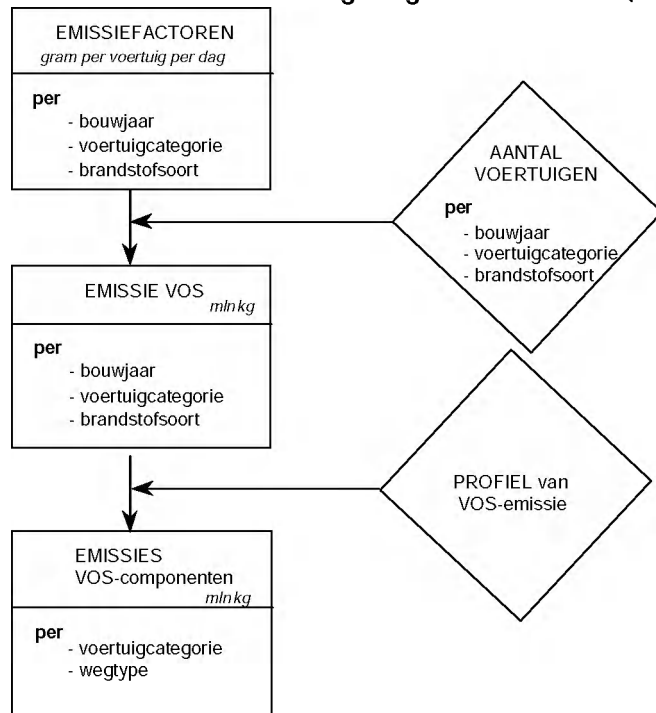 EMISSIEFACTOREN
gram per voertuig per dag
per
- bouwjaar
- voertuigcategorie
- brandstofsoort
AANTAL
VOERTUIGEN
per
- bouwjaar
- voertuigcategorie
- brandstofsoort
EMISSIE VOS
mln kg
per
- bouwjaar
- voertuigcategorie
- brandstofsoort
PROFIEL van
VOS-emissie
EMISSIES
VOS-componenten
mln kg
per
- voertuigcategorie
- wegtype